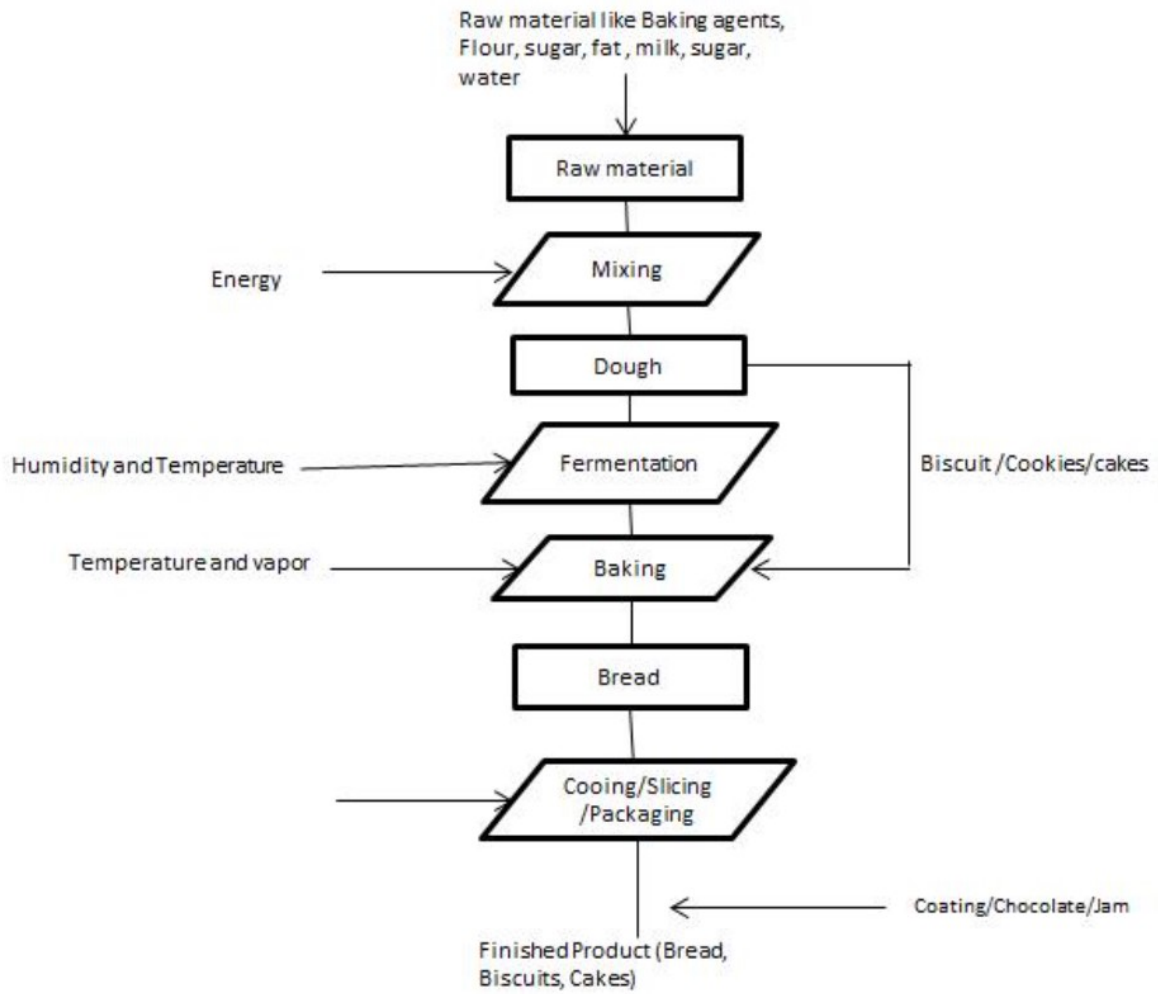 Raw material like Baking agents,
Flour, sugar, fat , milk, sugar,
water
Raw material
Mixing
Energy
Dough
Humidity and Temperature
Fermentation
Biscuit /Cookies/cakes
Temperature and vapor
Baking
Bread
Cooing/Slicing
/Packaging
Coating/Chocolate/Jam
Finished Product (Bread,
Biscuits, Cakes)